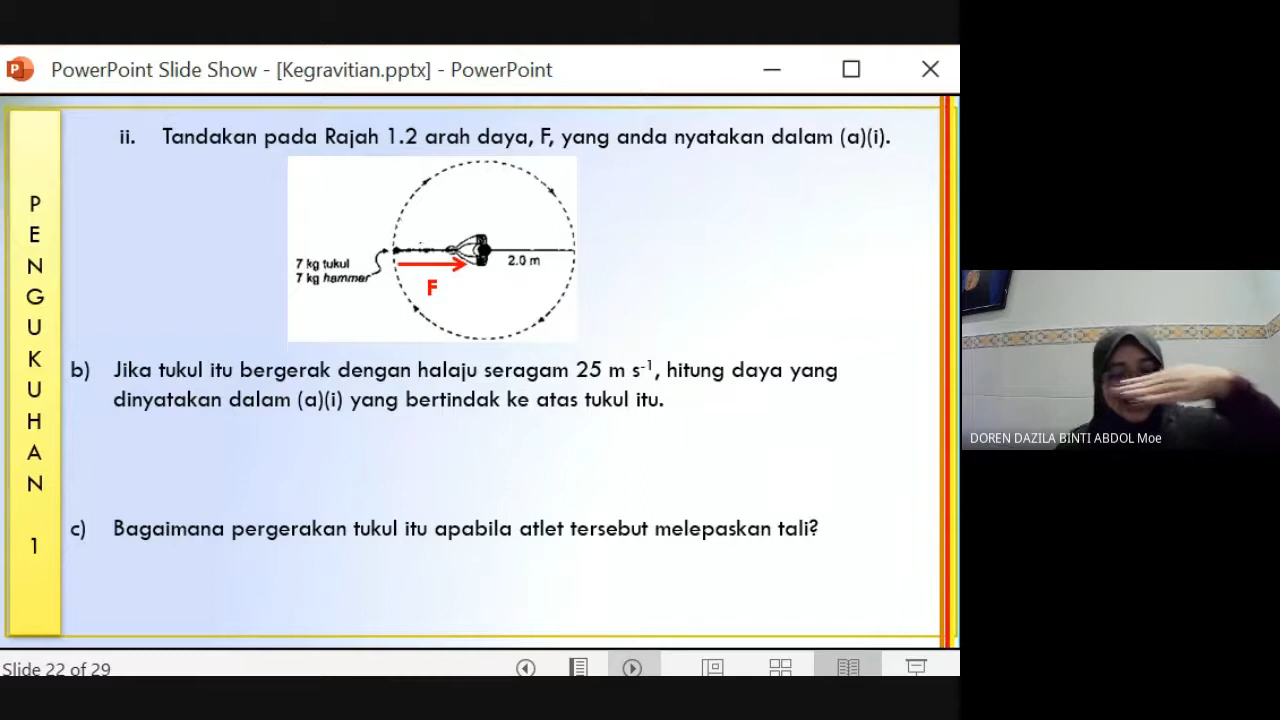 PowerPoint Slide Show - [Kegravitian.pptx] - PowerPoint
ii. Tandakan pada Rajah 1.2 arah daya, F, yang anda nyatakan dalam (a)(i).
7 kg tukul
7 kg hammer
2.0 m
F
b) Jika tukul itu bergerak dengan halaju seragam 25 m s⁻¹, hitung daya yang
dinyatakan dalam (a)(i) yang bertindak ke atas tukul itu.
c) Bagaimana pergerakan tukul itu apabila atlet tersebut melepaskan tali?
P
E
N
G
U
K
U
H
A
N
1
Slide 22 of 29
DOREN DAZILA BINTI ABDOL Moe